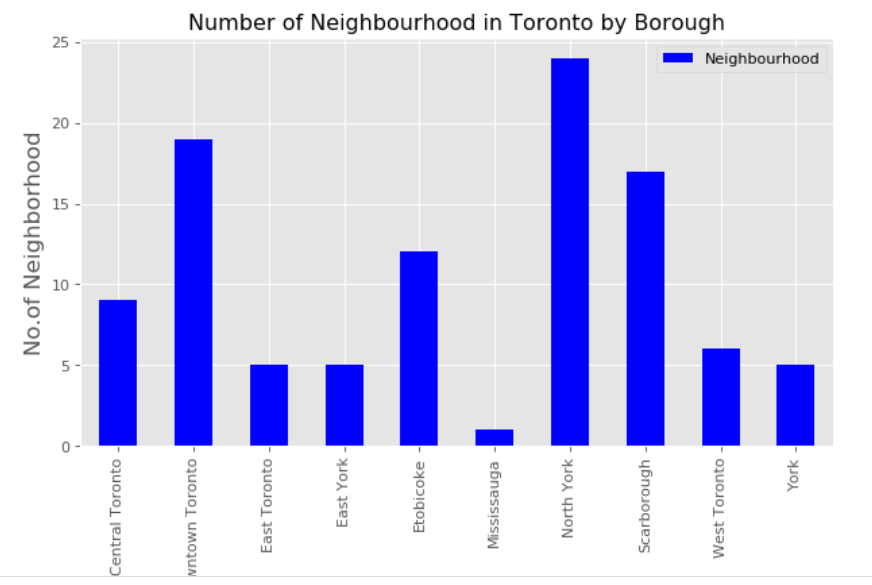 Number of Neighbourhood in Toronto by Borough
Neighbourhood
No.of Neighborhood
25
20
15
10
5
0
Central Toronto
wntown Toronto
East Toronto
East York
Etobicoke
Mississauga
North York
Scarborough
West Toronto
York